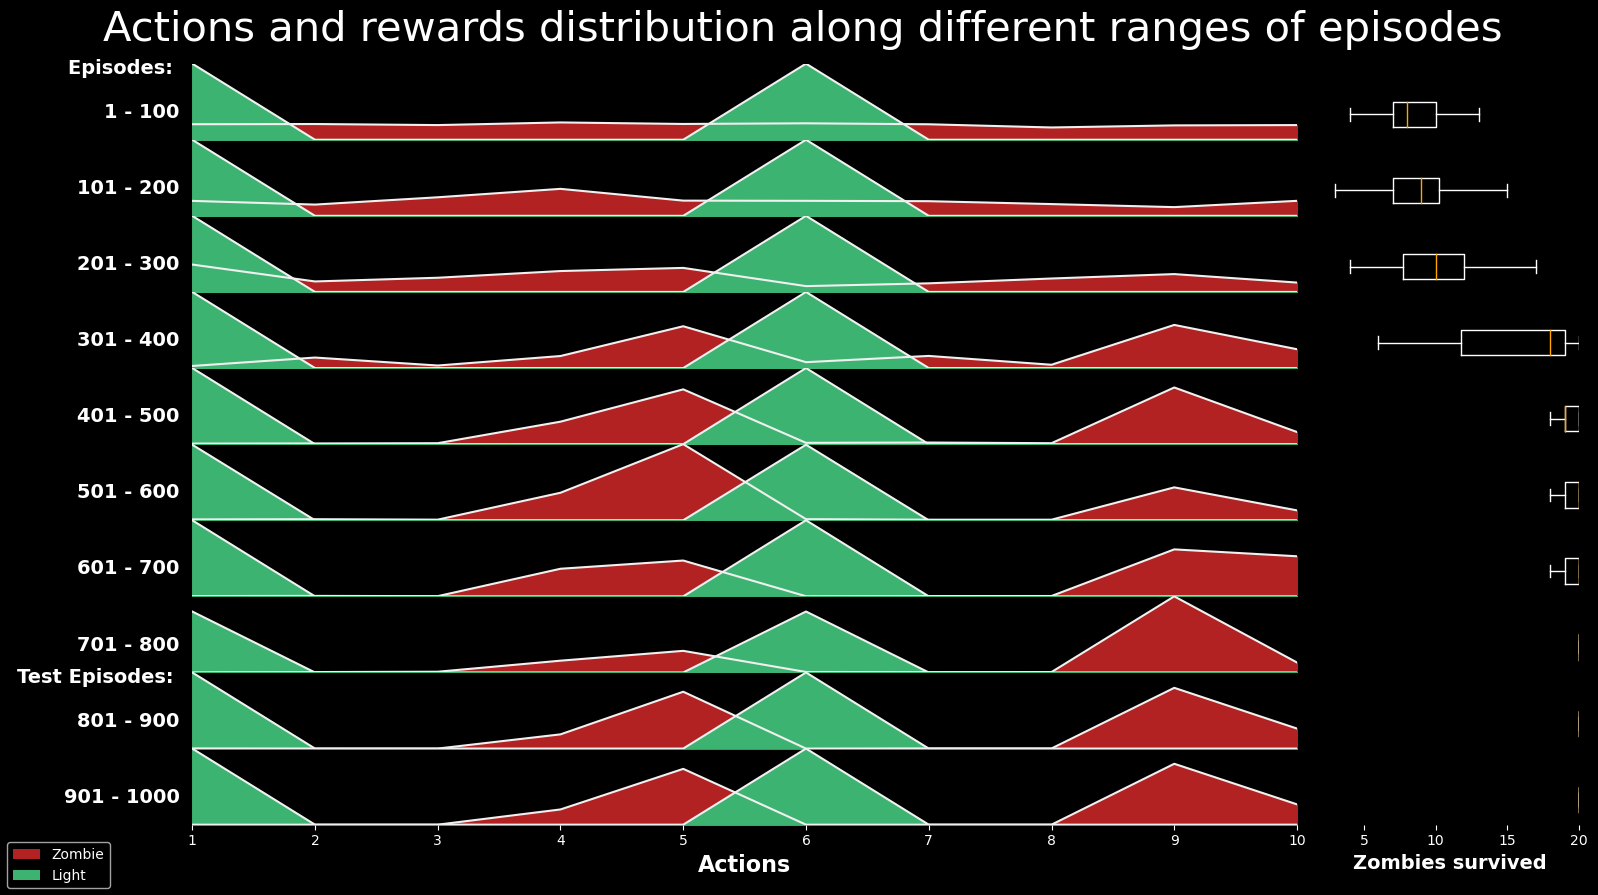 Actions and rewards distribution along different ranges of episodes
Episodes:
1 - 100
101 - 200
201 - 300
301 - 400
401 - 500
501 - 600
601 - 700
701 - 800
Test Episodes:
801 - 900
901 - 1000
1 2 3 4 5 6 7 8 9 10
5 10 15 20
Actions
Zombies survived
Zombie
Light